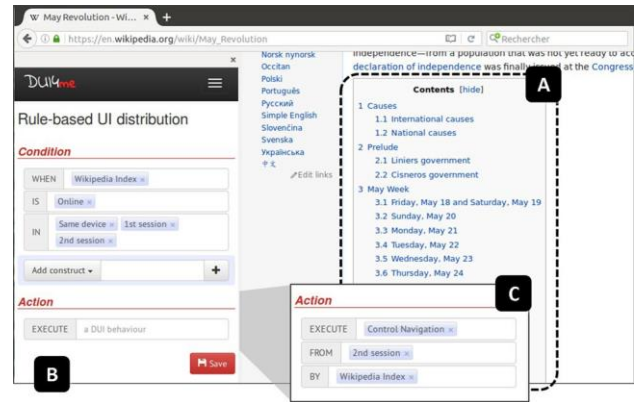 May Revolution - Wi...
https://en.wikipedia.org/wiki/May_Revolution
Rechercher
DUI4me
Rule-based UI distribution
Condition
WHEN Wikipedia Index ×
IS Online ×
IN Same device × 1st session ×
2nd session ×
Add construct
Action
EXECUTE a DUI behaviour
Save
B
Norsk nynorsk
Occitan
Polski
Português
Русский
Simple English
Slovenčina
Svenska
Українська
中文
Edit links
independence—from a population that was not yet ready to acc
declaration of independence was finally issued at the Congress
A
Contents [hide]
1 Causes
1.1 International causes
1.2 National causes
2 Prelude
2.1 Liniers government
2.2 Cisneros government
3 May Week
3.1 Friday, May 18 and Saturday, May 19
3.2 Sunday, May 20
3.3 Monday, May 21
3.4 Tuesday, May 22
3.5 Wednesday, May 23
3.6 Thursday, May 24
C
Action
EXECUTE Control Navigation ×
FROM 2nd session ×
BY Wikipedia Index ×